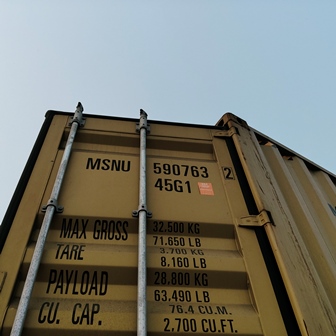 MSNU 590763 2
45G1
MAX GROSS 32.500 KG
71.650 LB
TARE 3.700 KG
8.160 LB
PAYLOAD 28.800 KG
63,490 LB
CU. CAP. 76.4 CU.M.
2.700 CU.FT.